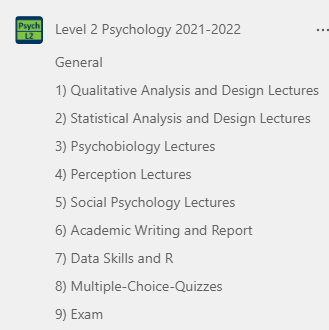 Psych
L2
Level 2 Psychology 2021-2022
General
1) Qualitative Analysis and Design Lectures
2) Statistical Analysis and Design Lectures
3) Psychobiology Lectures
4) Perception Lectures
5) Social Psychology Lectures
6) Academic Writing and Report
7) Data Skills and R
8) Multiple-Choice-Quizzes
9) Exam